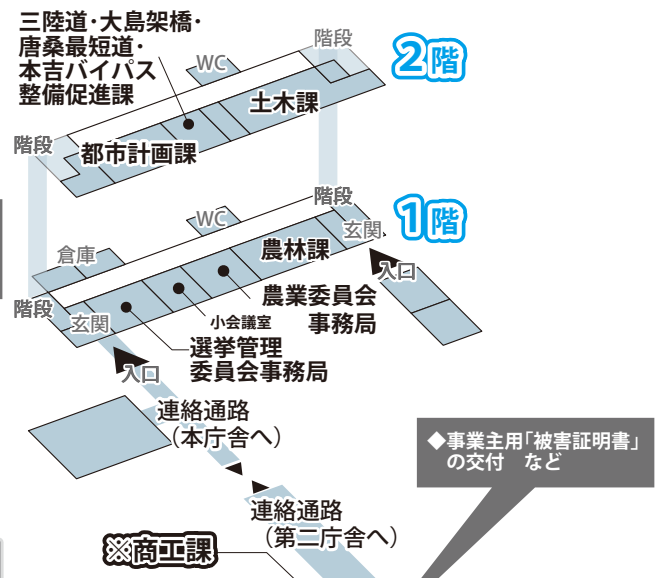 三陸道・大島架橋・
唐桑最短道・
本吉バイパス
整備促進課
階段
WC
2階
土木課
階段
都市計画課
階段
WC
1階
玄関
倉庫
農林課
入口
階段
玄関
小会議室
農業委員会
事務局
選挙管理
委員会事務局
入口
連絡通路
（本庁舎へ）
◆事業主用「被害証明書」
の交付 など
連絡通路
（第二庁舎へ）
※商工課